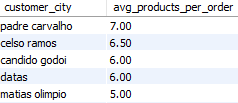 customer_city avg_products_per_order
padre carvalho 7.00
celso ramos 6.50
candido godoi 6.00
datas 6.00
matias olimpio 5.00